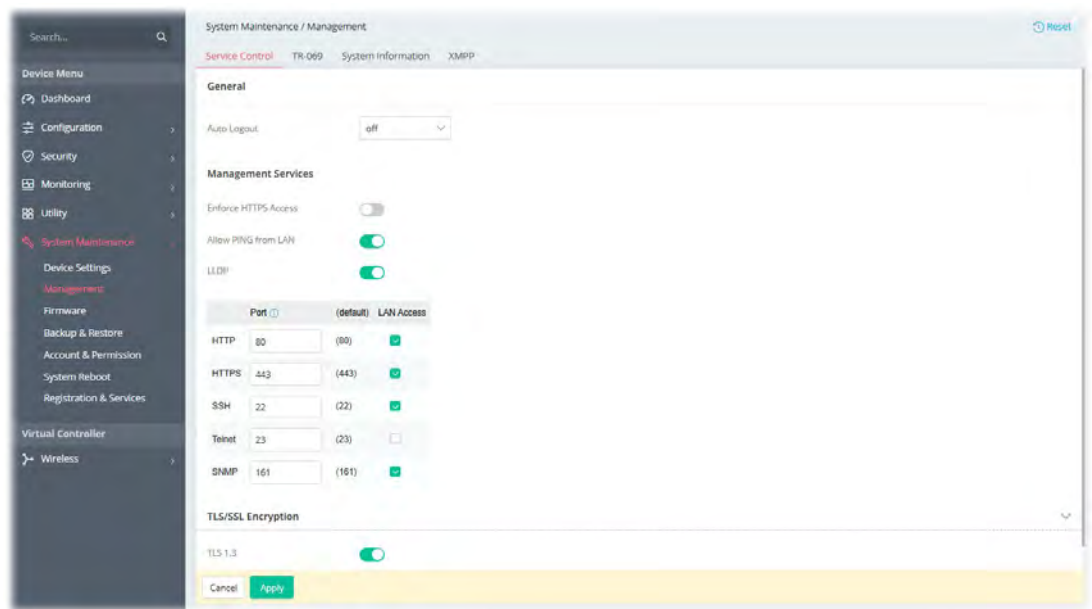 Search...
Device Menu
Dashboard
Configuration
Security
Monitoring
Utility
System Maintenance
Device Settings
Management
Firmware
Backup & Restore
Account & Permission
System Reboot
Registration & Services
Virtual Controller
Wireless
System Maintenance / Management
Reset
Service Control TR-069 System Information XMPP
General
Auto Logout off
Management Services
Enforce HTTPS Access
Allow PING from LAN
LLDP
Port (default) LAN Access
HTTP 80 (80)
HTTPS 443 (443)
SSH 22 (22)
Telnet 23 (23)
SNMP 161 (161)
TLS/SSL Encryption
TLS 1.3
Cancel Apply